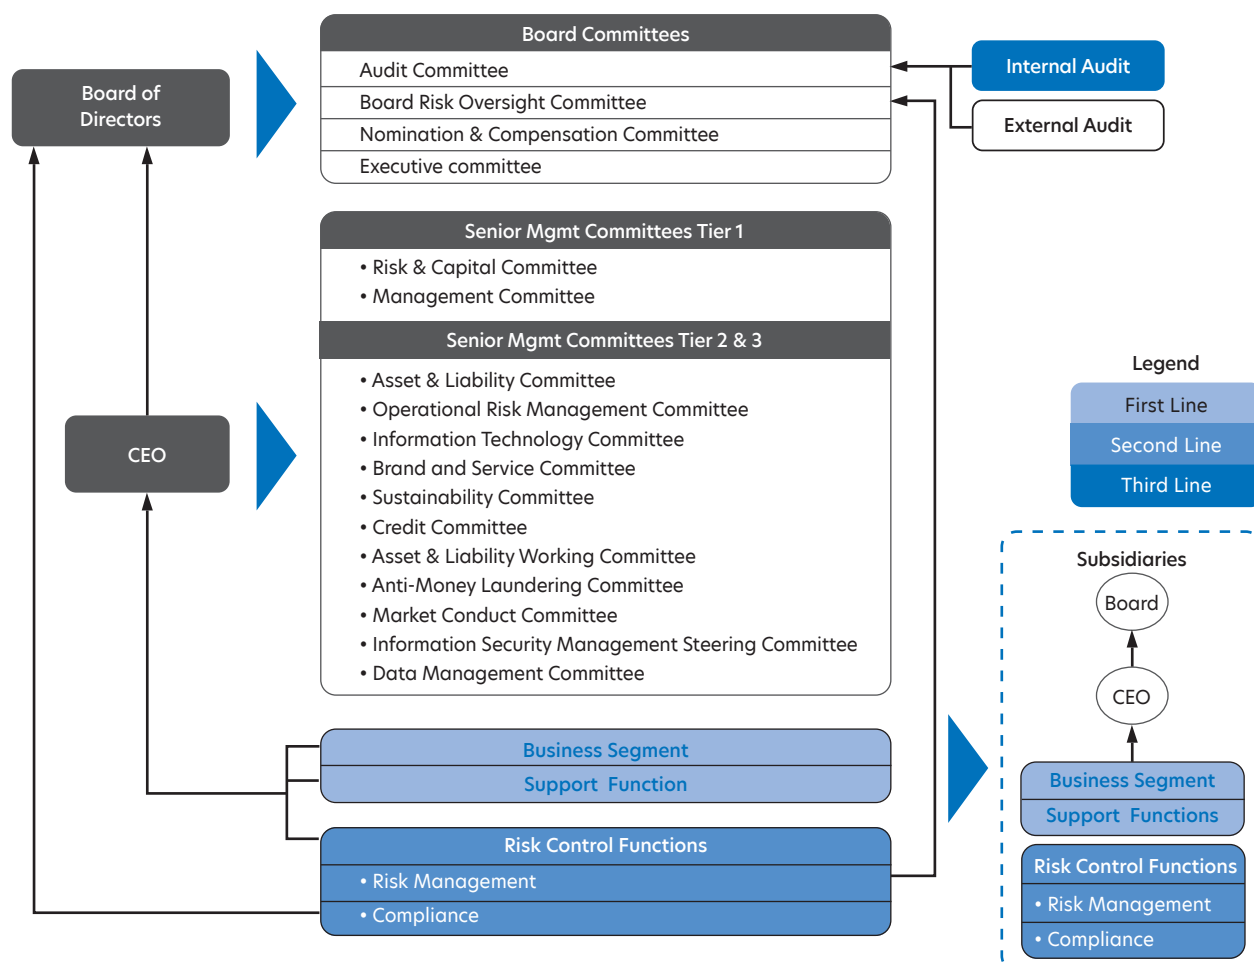 Board Committees
Audit Committee
Board Risk Oversight Committee
Nomination & Compensation Committee
Executive committee
Board of
Directors
Internal Audit
External Audit
Senior Mgmt Committees Tier 1
• Risk & Capital Committee
• Management Committee
Senior Mgmt Committees Tier 2 & 3
• Asset & Liability Committee
• Operational Risk Management Committee
• Information Technology Committee
• Brand and Service Committee
• Sustainability Committee
• Credit Committee
• Asset & Liability Working Committee
• Anti-Money Laundering Committee
• Market Conduct Committee
• Information Security Management Steering Committee
• Data Management Committee
CEO
Legend
First Line
Second Line
Third Line
Business Segment
Support Function
Risk Control Functions
• Risk Management
• Compliance
Subsidiaries
Board
CEO
Business Segment
Support Functions
Risk Control Functions
• Risk Management
• Compliance